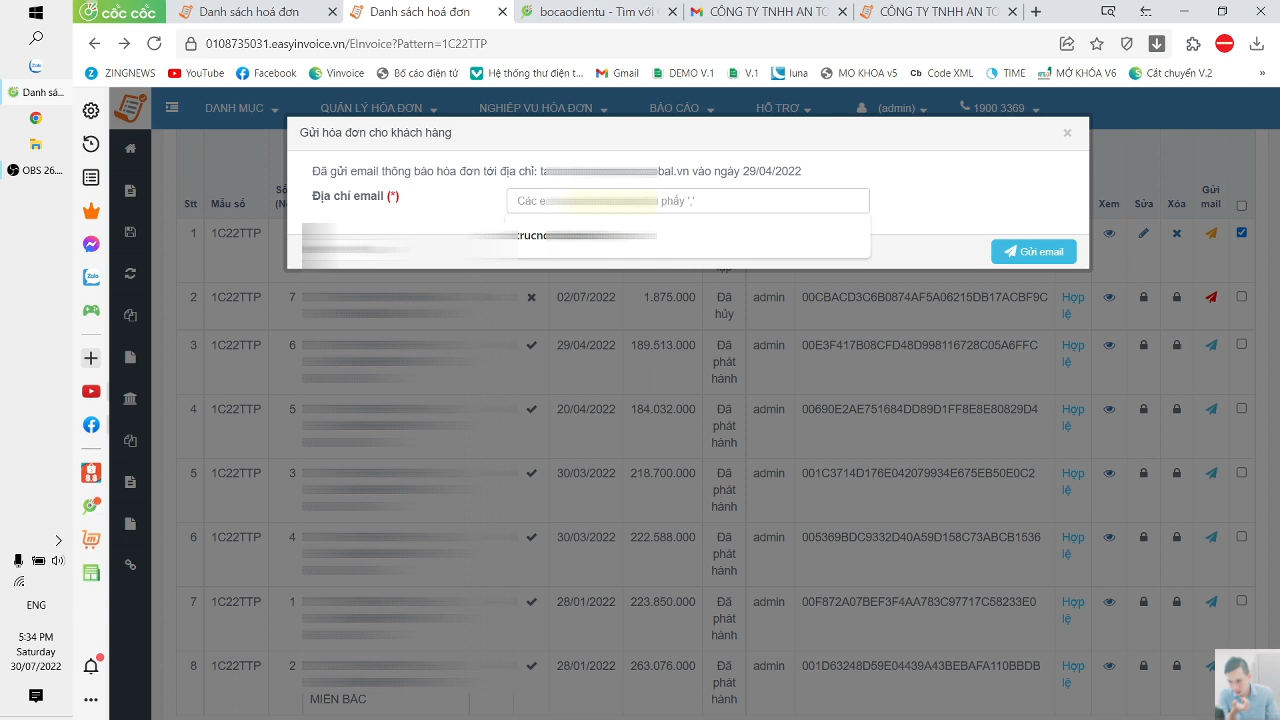 cốc cốc
Danh sách hoá đơn
Danh sách hoá đơn
CÔNG TY TNHH
0108735031.easyinvoice.vn/EInvoice?Pattern=1C22TTP
ZINGNEWS
YouTube
Facebook
Vinvoice
Bố cáo điện tử
Hệ thống thư điện t...
Gmail
DEMO V.1
V.1
luna
MO KHOA v5
Cb Code XML
TIME
MỞ KHÓA V6
Cắt chuyển V.2
Zalo
Danh sá...
OBS 26...
DANH MỤC
QUẢN LÝ HÓA ĐƠN
NGHIỆP VỤ HÓA ĐƠN
BÁO CÁO
HỖ TRỢ
(admin)
1900 3369
Gửi hóa đơn cho khách hàng
×
Đã gửi email thông báo hóa đơn tới địa chỉ:
bal.vn vào ngày 29/04/2022
Địa chỉ email (*)
Các
phẩy ','
Gửi email
Stt
Mẫu số
Xem
Sửa
Xóa
Gửi mail
1 1C22TTP
2 1C22TTP 7 02/07/2022 1.875.000 Đã hủy admin 00CBACD3C6B0874AF5A06215DB17ACBF9C Hợp lệ
3 1C22TTP 6 29/04/2022 189.513.000 Đã phát hành admin 00E3F417B08CFD48D998116728C05A6FFC Hợp lệ
4 1C22TTP 5 20/04/2022 184.032.000 Đã phát hành admin 00690E2AE751684DD89D1FF8E8E80829D4 Hợp lệ
5 1C22TTP 3 30/03/2022 218.700.000 Đã phát hành admin 001C3714D176E042079934E675EB50E0C2 Hợp lệ
6 1C22TTP 4 30/03/2022 222.588.000 Đã phát hành admin 005369BDC9332D40A59D158C73ABCB1536 Hợp lệ
7 1C22TTP 1 28/01/2022 223.850.000 Đã phát hành admin 00F872A07BEF3F4AA783C97717C58233E0 Hợp lệ
8 1C22TTP 2 28/01/2022 263.076.000 Đã phát hành admin 001D63248D59E04439A43BEBAFA110BBDB Hợp lệ
MIỀN BẮC
ENG
5:34 PM
Saturday
30/07/2022